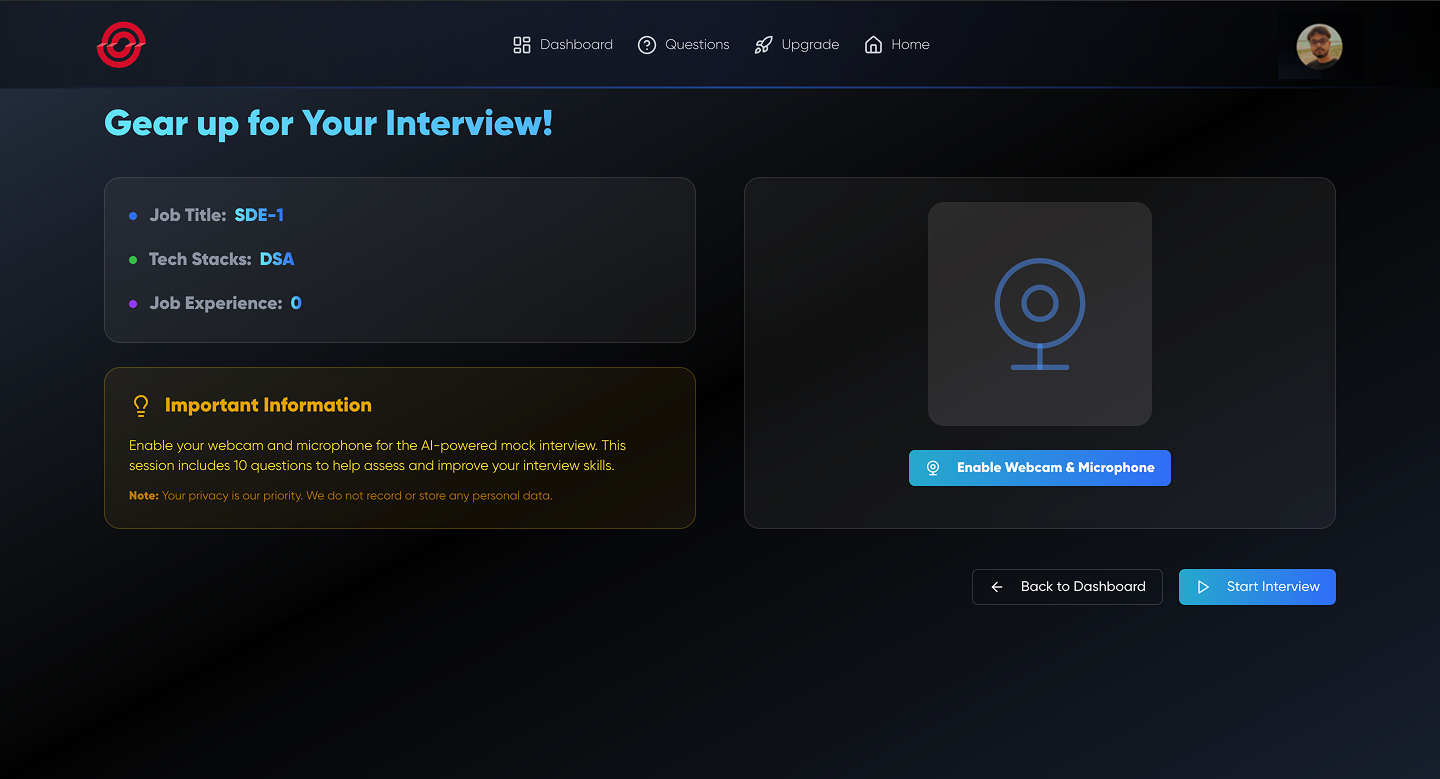 Dashboard
Questions
Upgrade
Home
Gear up for Your Interview!
Job Title: SDE-1
Tech Stacks: DSA
Job Experience: 0
Important Information
Enable your webcam and microphone for the AI-powered mock interview. This
session includes 10 questions to help assess and improve your interview skills.
Note: Your privacy is our priority. We do not record or store any personal data.
Enable Webcam & Microphone
Back to Dashboard
Start Interview